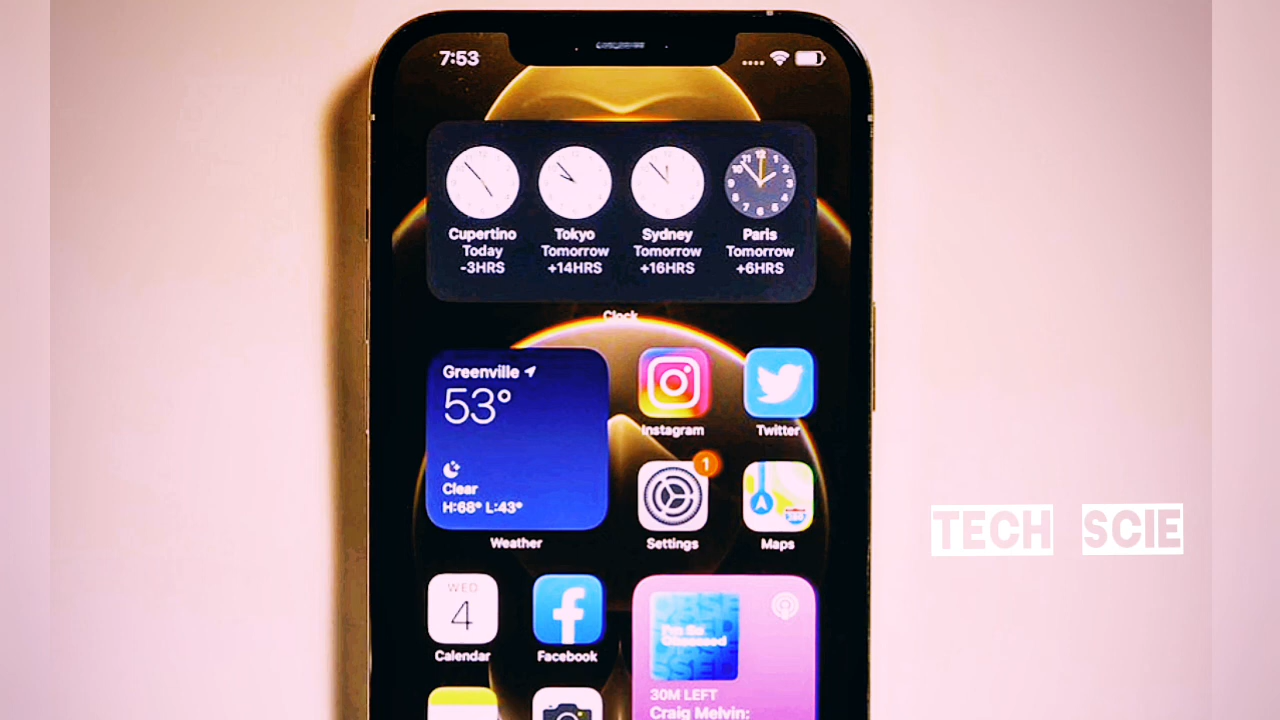 7:53
Cupertino Tokyo Sydney Paris
Today Tomorrow Tomorrow Tomorrow
-3HRS +14HRS +16HRS +6HRS
Clock
Greenville
53°
Clear
H:68° L:43°
Weather
Instagram Twitter
1
Settings Maps
WED
4
Calendar Facebook
30M LEFT
Craig Melvin:
TECH SCIE